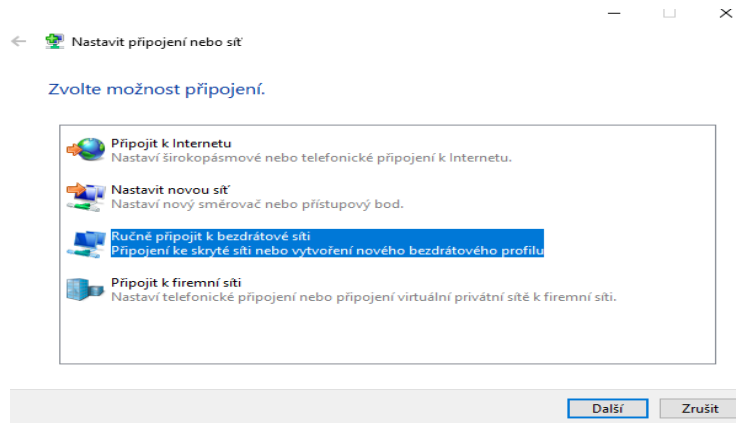 Nastavit připojení nebo síť
Zvolte možnost připojení.
Připojit k Internetu
Nastaví širokopásmové nebo telefonické připojení k Internetu.
Nastavit novou síť
Nastaví nový směrovač nebo přístupový bod.
Ručně připojit k bezdrátové síti
Připojení ke skryté síti nebo vytvoření nového bezdrátového profilu
Připojit k firemní síti
Nastaví telefonické připojení nebo připojení virtuální privátní sítě k firemní síti.
Další Zrušit